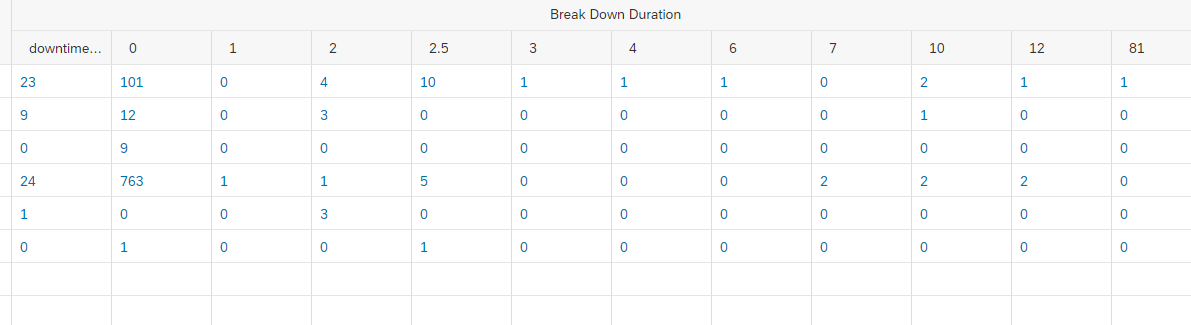 Break Down Duration
downtime... 0 1 2 2.5 3 4 6 7 10 12 81
23 101 0 4 10 1 1 1 0 2 1 1
9 12 0 3 0 0 0 0 0 1 0 0
0 9 0 0 0 0 0 0 0 0 0 0
24 763 1 1 5 0 0 0 2 2 2 0
1 0 0 3 0 0 0 0 0 0 0 0
0 1 0 0 1 0 0 0 0 0 0 0